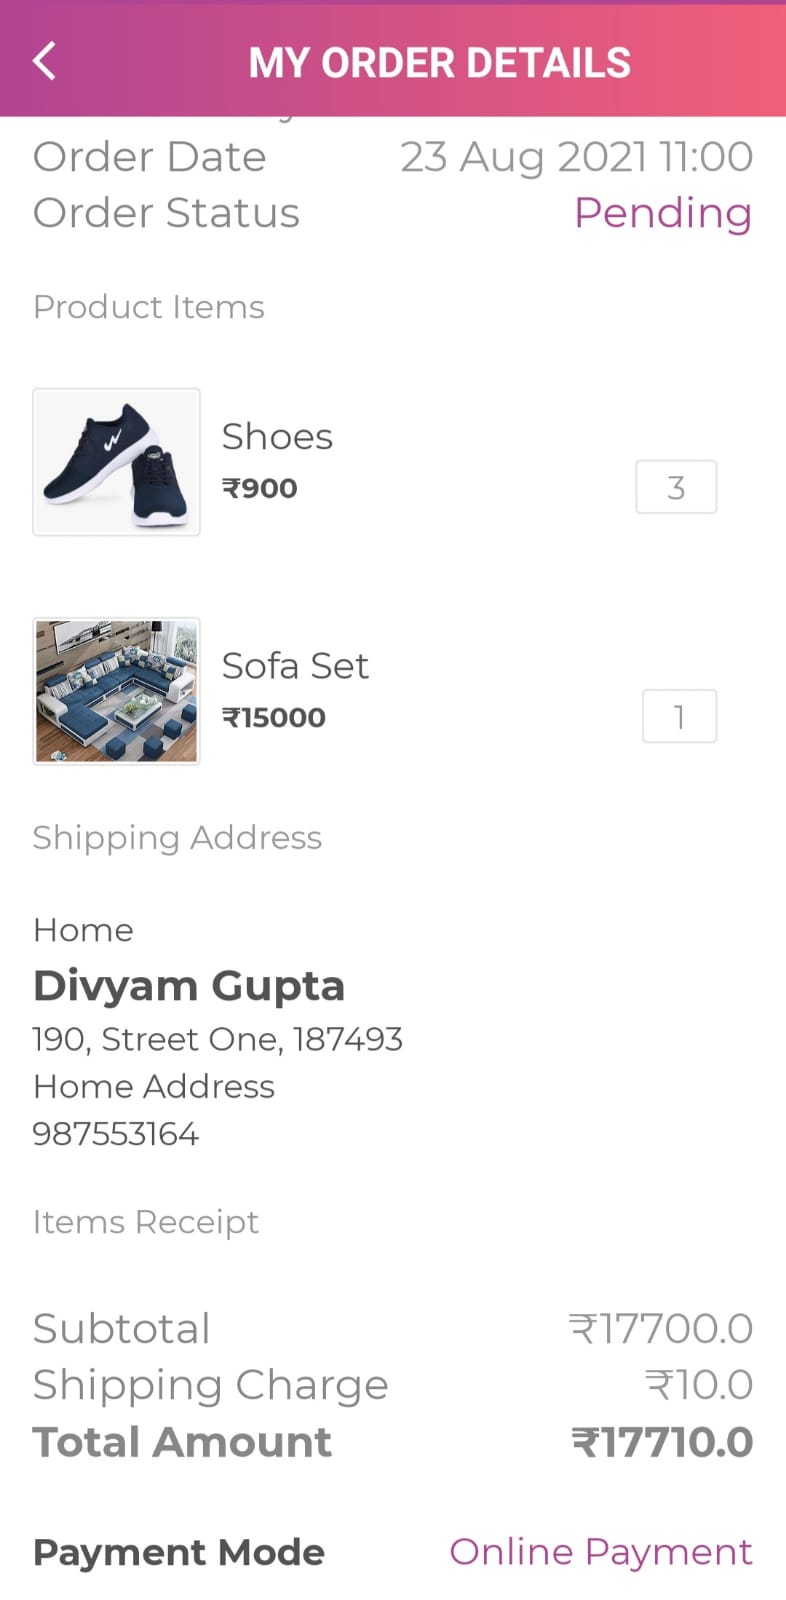 MY ORDER DETAILS
Order Date 23 Aug 2021 11:00
Order Status Pending
Product Items
Shoes
₹900
3
Sofa Set
₹15000
1
Shipping Address
Home
Divyam Gupta
190, Street One, 187493
Home Address
987553164
Items Receipt
Subtotal ₹17700.0
Shipping Charge ₹10.0
Total Amount ₹17710.0
Payment Mode Online Payment